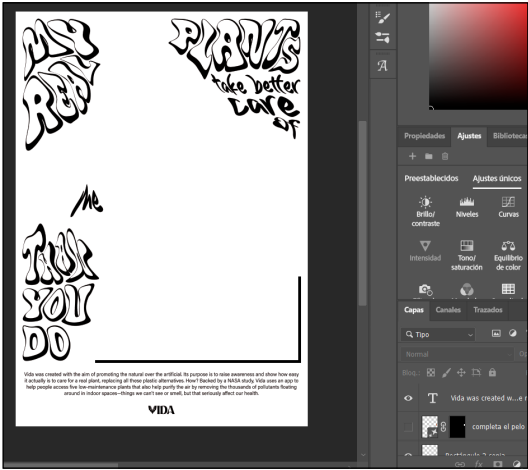 MY
REAL
PLANTS
take better
care
of
me
THAN
YOU
DO
Vida was created with the aim of promoting the natural over the artificial. Its purpose is to raise awareness and show how easy
it actually is to care for a real plant, replacing all those plastic alternatives. How? Backed by a NASA study, Vida uses an app to
help people access five low-maintenance plants that also help purify the air by removing the thousands of pollutants floating
around in indoor spaces–things we can't see or smell, but that seriously affect our health.
VIDA
A
Propiedades Ajustes Bibliotecas
Preestablecidos Ajustes únicos
Brillo/
contraste
Niveles
Curvas
Intensidad
Tono/
saturación
Equilibrio
de color
Capas Canales Trazados
Tipo
Normal
Bloq.:
T Vida was created w...e r
completa el pelo
Rectángulo 2 copia
fx